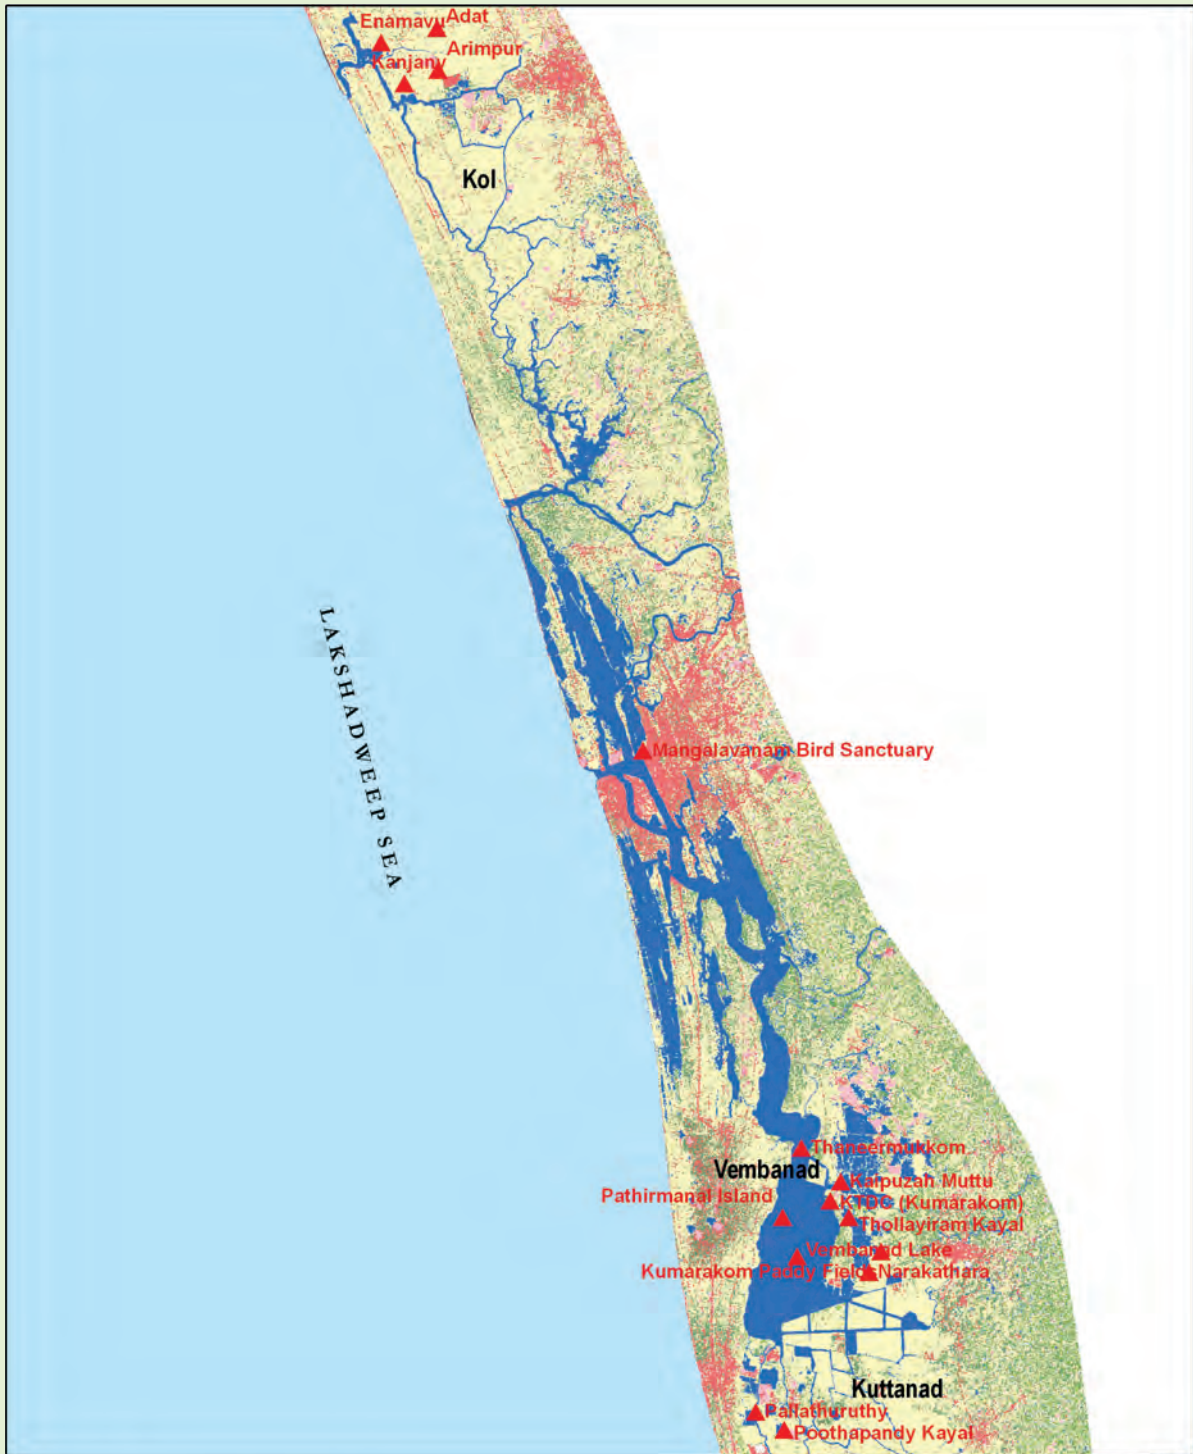 Enamavu
Adat
Kanjany
Arimpur
Kol
LAKSHADWEEP SEA
Mangalavanam Bird Sanctuary
Thaneermukkom
Vembanad
Kaipuzah Muttu
Pathirmanal Island
KTDC (Kumarakom)
Thollayiram Kayal
Vembanad Lake
Kumarakom Paddy Fields
Narakathara
Kuttanad
Pallathuruthy
Poothapandy Kayal